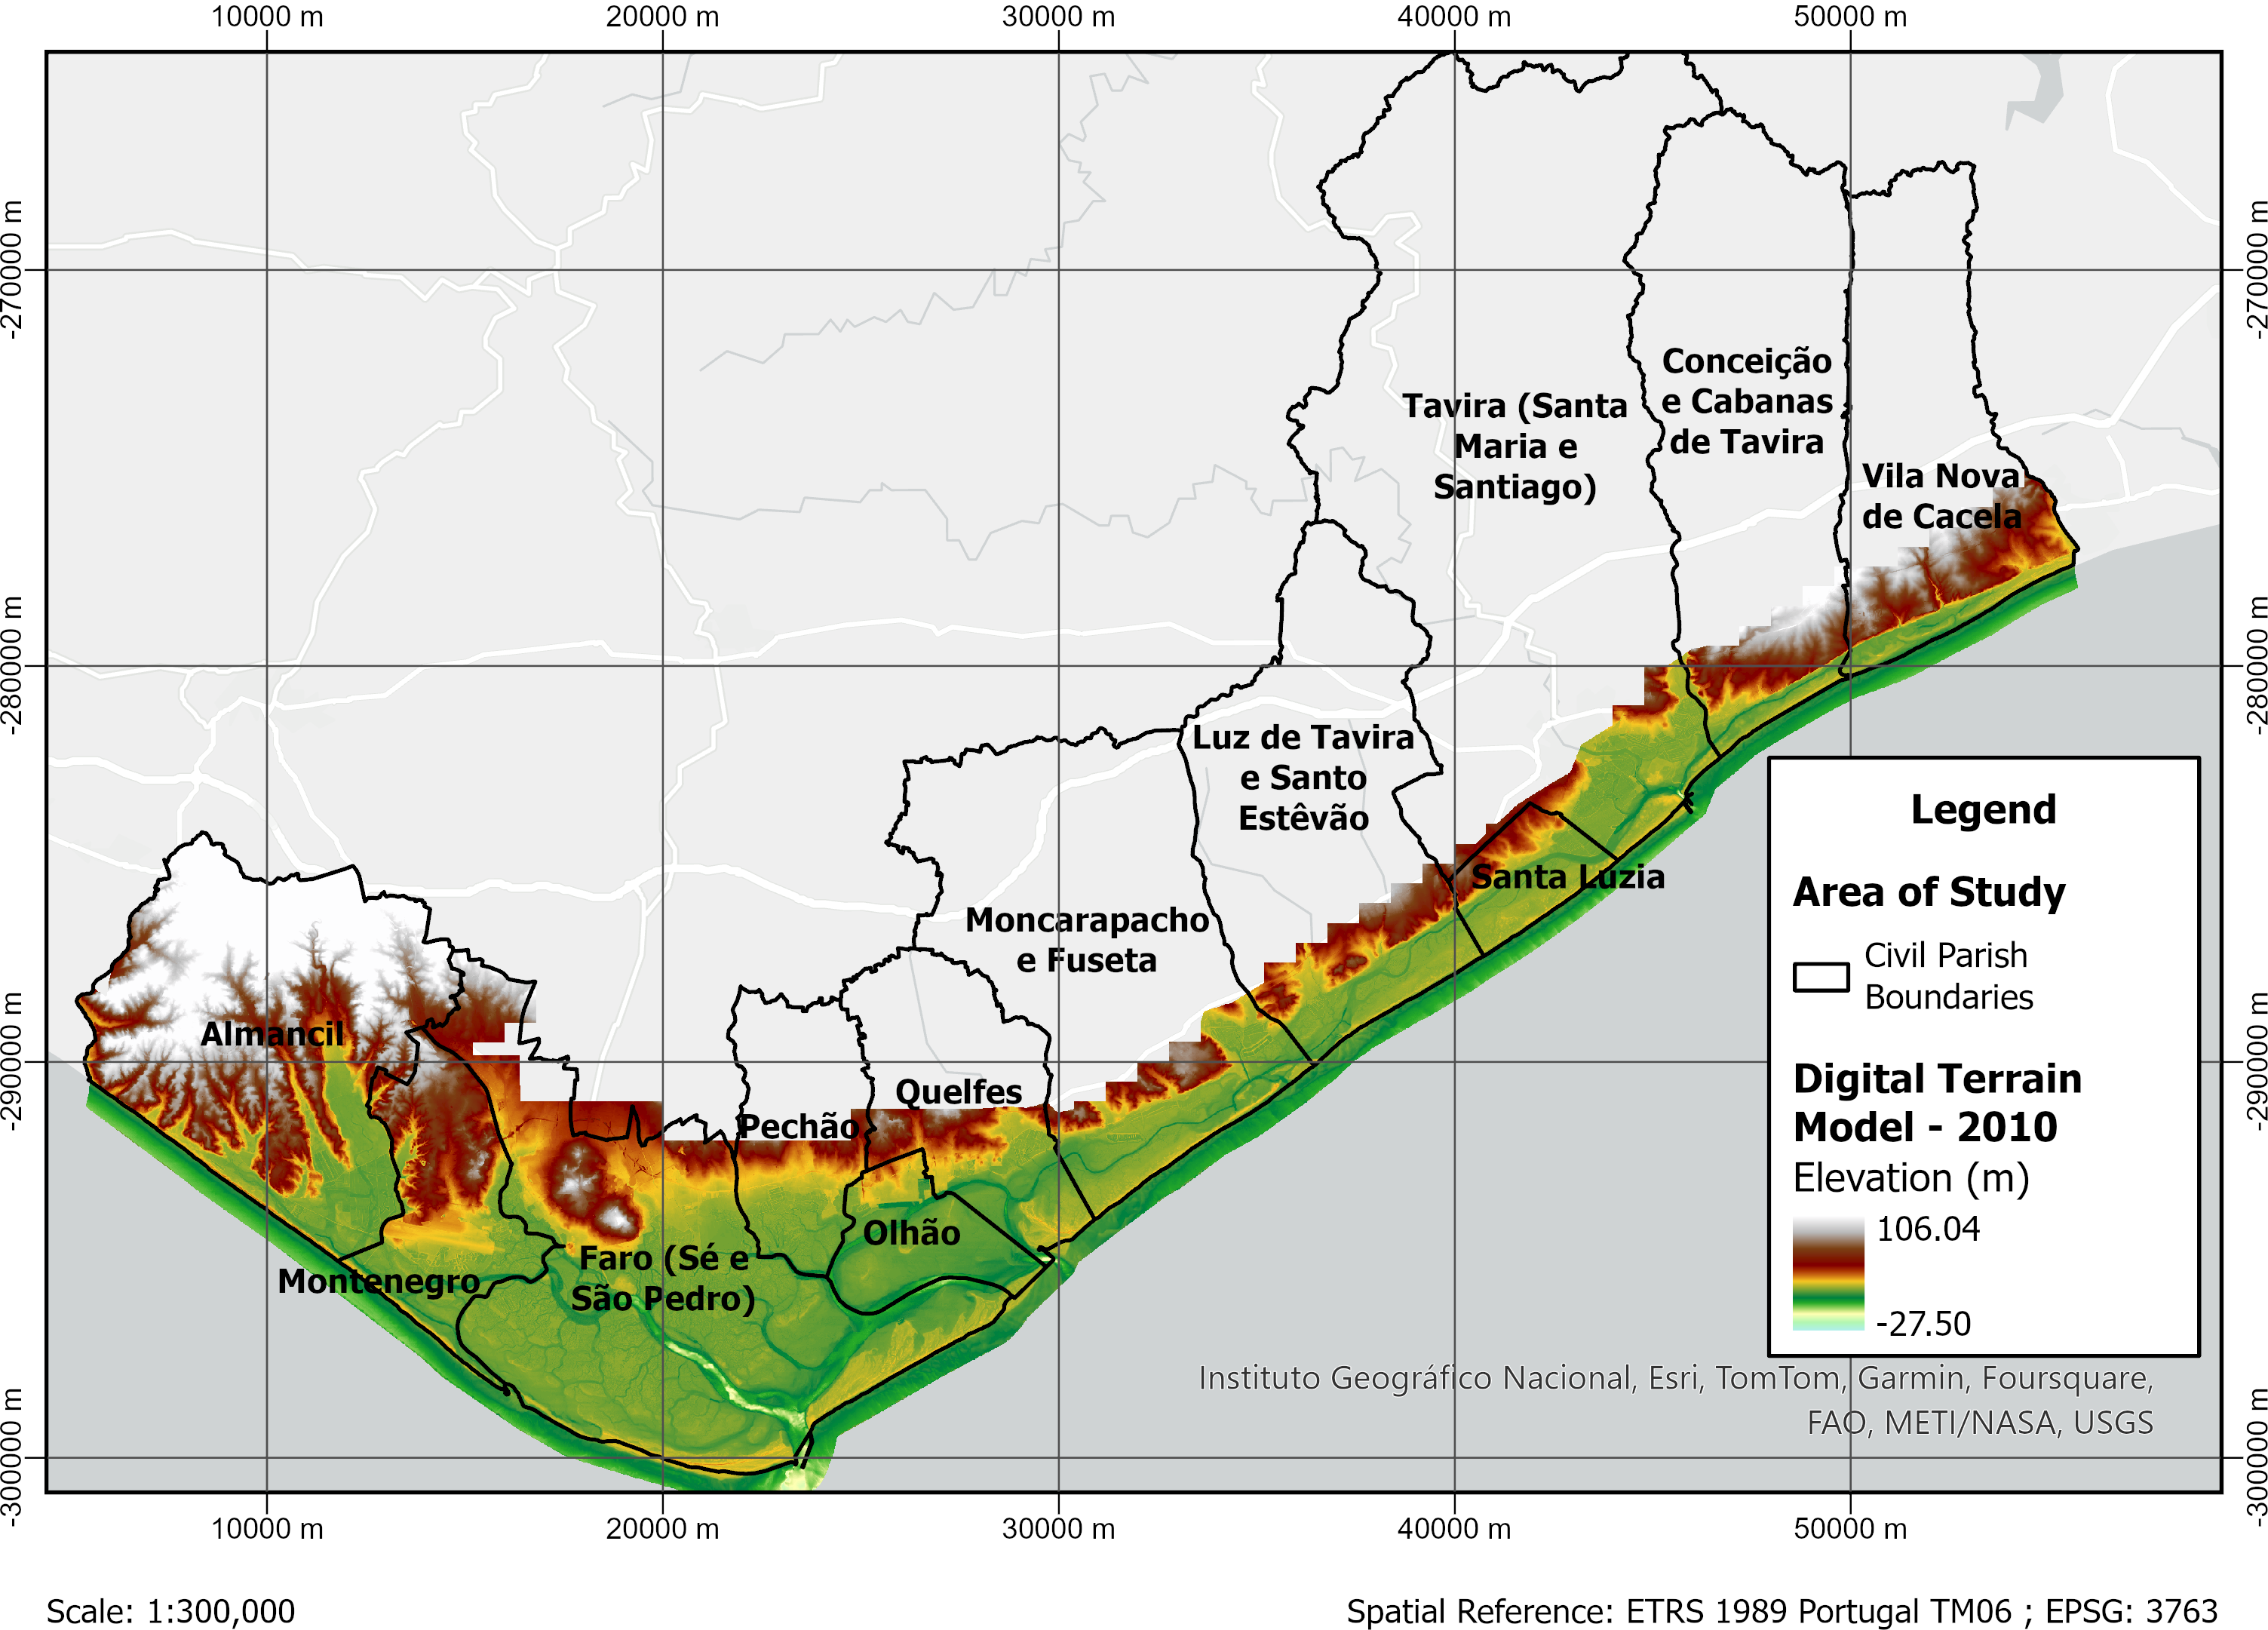 10000 m
20000 m
30000 m
40000 m
50000 m
-270000 m
-270000 m
Conceição
e Cabanas
de Tavira
Tavira (Santa
Maria e
Santiago)
Vila Nova
de Cacela
-280000 m
-280000 m
Luz de Tavira
e Santo
Estêvão
Santa Luzia
Moncarapacho
e Fuseta
Almancil
-290000 m
-290000 m
Quelfes
Pechão
Olhão
Faro (Sé e
São Pedro)
Montenegro
Legend
Area of Study
Civil Parish
Boundaries
Digital Terrain
Model - 2010
Elevation (m)
106.04
-27.50
Instituto Geográfico Nacional, Esri, TomTom, Garmin, Foursquare,
FAO, METI/NASA, USGS
-300000 m
-300000 m
10000 m
20000 m
30000 m
40000 m
50000 m
Scale: 1:300,000
Spatial Reference: ETRS 1989 Portugal TM06 ; EPSG: 3763